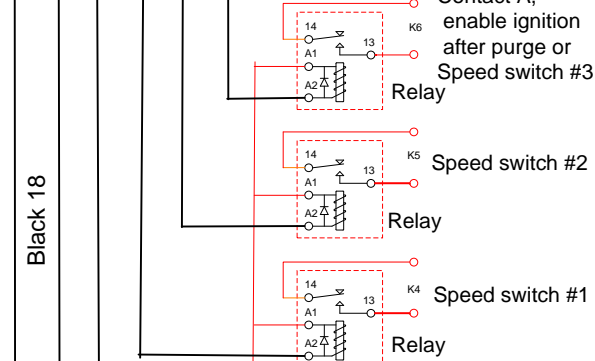 Contact A,
enable ignition
after purge or
Speed switch #3
K6
14
13
A1
A2
Relay
K5
Speed switch #2
14
13
A1
A2
Relay
K4
Speed switch #1
14
13
A1
A2
Relay
Black 18